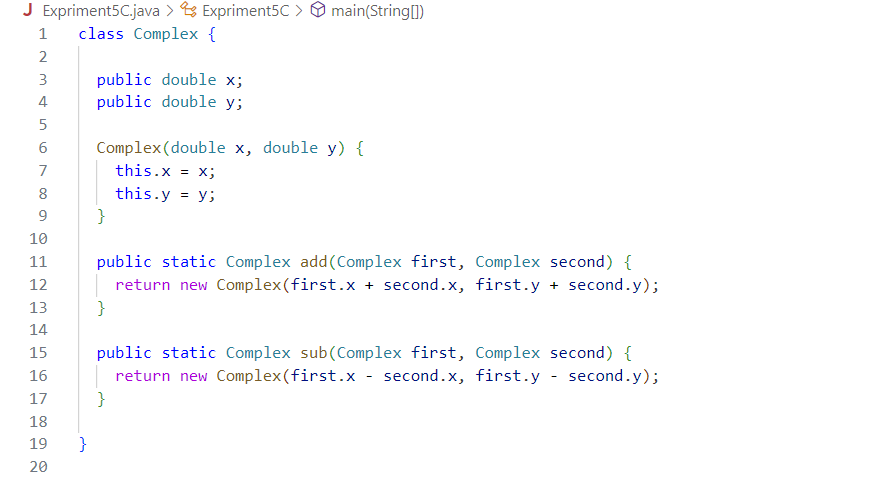 Expriment5C.java > Expriment5C > main(String[])
1 class Complex {
2
3 public double x;
4 public double y;
5
6 Complex(double x, double y) {
7 this.x = x;
8 this.y = y;
9 }
10
11 public static Complex add(Complex first, Complex second) {
12 return new Complex(first.x + second.x, first.y + second.y);
13 }
14
15 public static Complex sub(Complex first, Complex second) {
16 return new Complex(first.x - second.x, first.y - second.y);
17 }
18
19 }
20